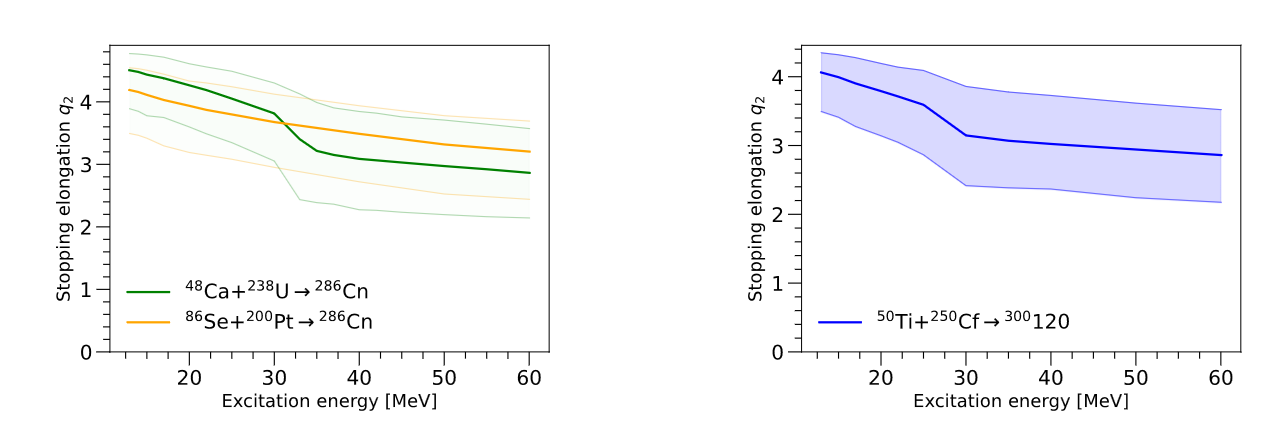 Stopping elongation q₂
4
3
2
1
0
⁴⁸Ca+²³⁸U→²⁸⁶Cn
⁸⁶Se+²⁰⁰Pt→²⁸⁶Cn
20 30 40 50 60
Excitation energy [MeV]
Stopping elongation q₂
4
3
2
1
0
⁵⁰Ti+²⁵⁰Cf→³⁰⁰120
20 30 40 50 60
Excitation energy [MeV]